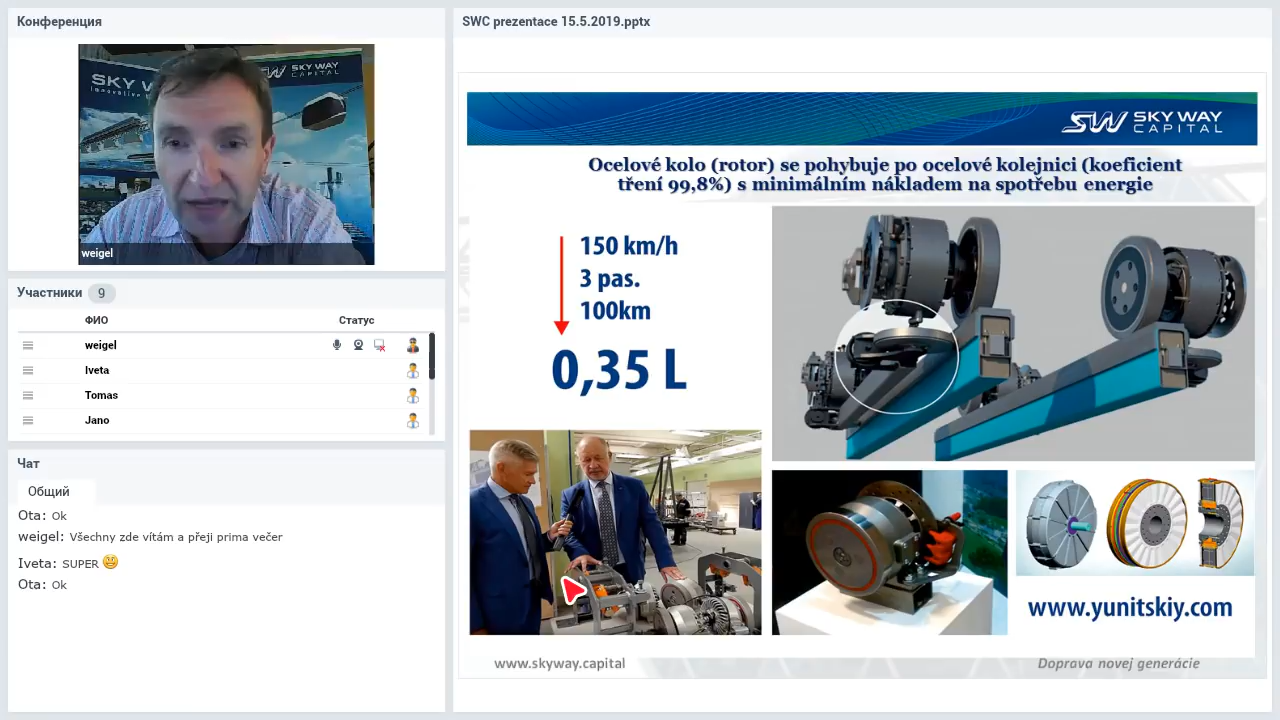 Конференция
SKY WAY
CAPITAL
weigel
Участники 9
ФИО Статус
weigel
Iveta
Tomas
Jano
Чат
Общий
Ota: Ok
weigel: Všechny zde vítám a přeji prima večer
Iveta: SUPER
Ota: Ok
SWC prezentace 15.5.2019.pptx
SW SKY WAY
CAPITAL
Ocelové kolo (rotor) se pohybuje po ocelové kolejnici (koeficient
tření 99,8%) s minimálním nákladem na spotřebu energie
150 km/h
3 pas.
100km
0,35 L
www.yunitskiy.com
www.skyway.capital
Doprava novej generácie